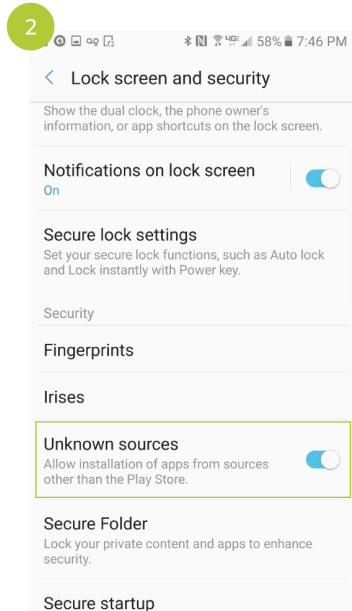 2
58% 7:46 PM
Lock screen and security
Show the dual clock, the phone owner's
information, or app shortcuts on the lock screen.
Notifications on lock screen
On
Secure lock settings
Set your secure lock functions, such as Auto lock
and Lock instantly with Power key.
Security
Fingerprints
Irises
Unknown sources
Allow installation of apps from sources
other than the Play Store.
Secure Folder
Lock your private content and apps to enhance
security.
Secure startup